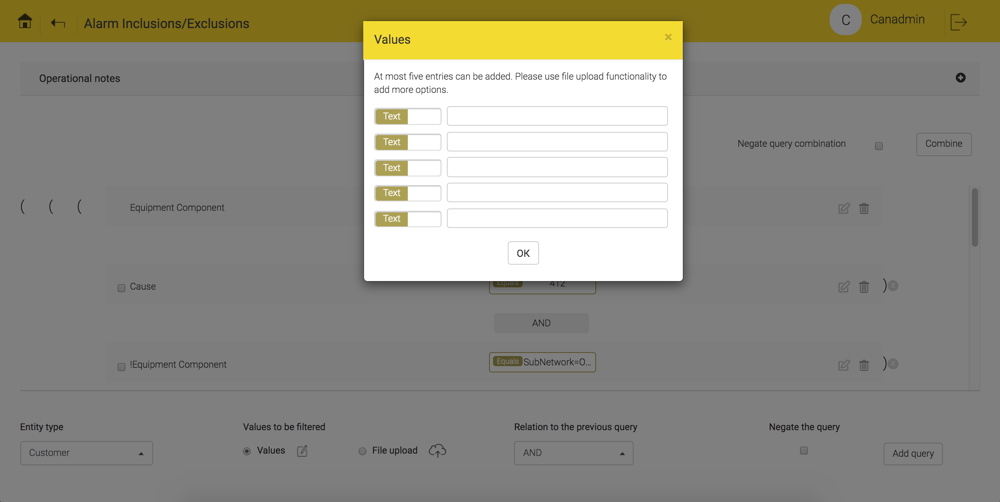 Alarm Inclusions/Exclusions
C
Canadmin
Values
×
At most five entries can be added. Please use file upload functionality to
add more options.
Text
Text
Text
Text
Text
OK
Operational notes
Negate query combination
Combine
( ( (
Equipment Component
Cause
Equals 412
) x
AND
!Equipment Component
Equals SubNetwork=O...
) x
Entity type
Values to be filtered
Relation to the previous query
Negate the query
Customer
Values
File upload
AND
Add query